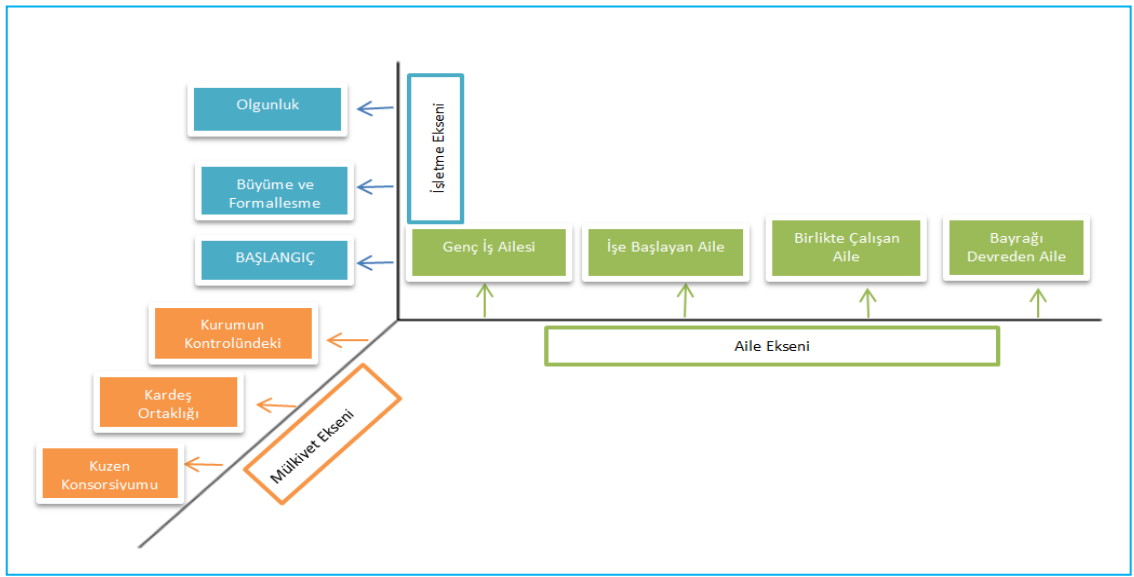 Olgunluk
İşletme Ekseni
Büyüme ve
Formallesme
BAŞLANGIÇ
Genç İş Ailesi
İşe Başlayan Aile
Birlikte Çalışan
Aile
Bayrağı
Devreden Aile
Aile Ekseni
Kurumun
Kontrolündeki
Kardeş
Ortaklığı
Mülkivet Ekseni
Kuzen
Konsorsiyumu